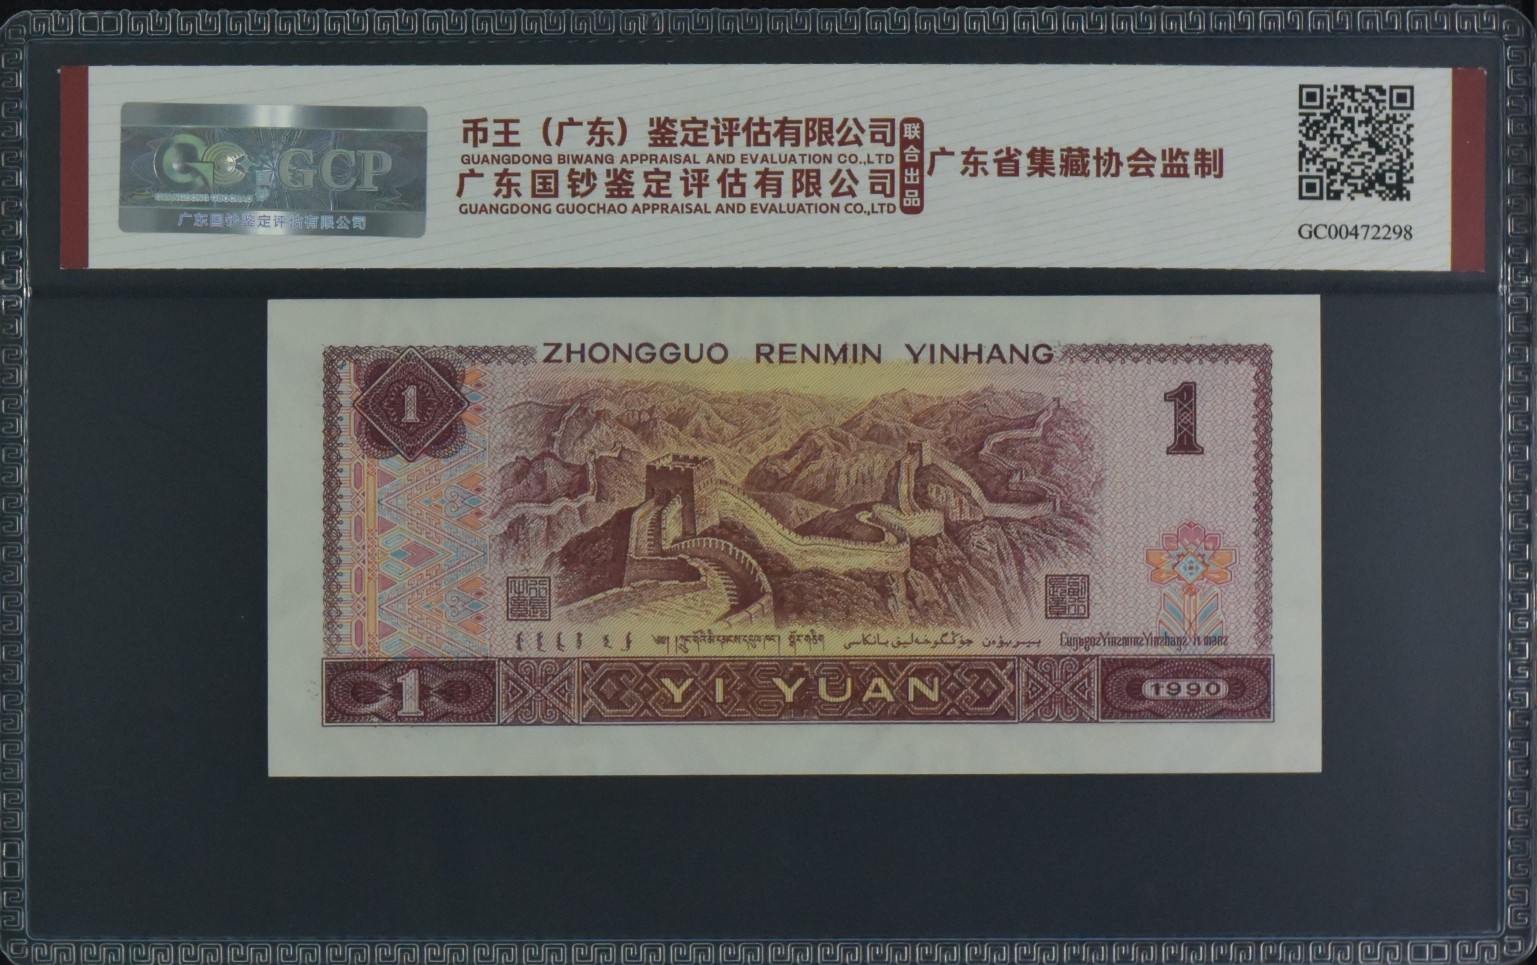 币王（广东）鉴定评估有限公司
GUANGDONG BIWANG APPRAISAL AND EVALUATION CO.,LTD
广东国钞鉴定评估有限公司
GUANGDONG GUOCHAO APPRAISAL AND EVALUATION CO.,LTD
联合出品
广东省集藏协会监制
GCP
广东国钞鉴定评估有限公司
GC00472298
ZHONGGUO RENMIN YINHANG
1
1
1
YI YUAN
1990